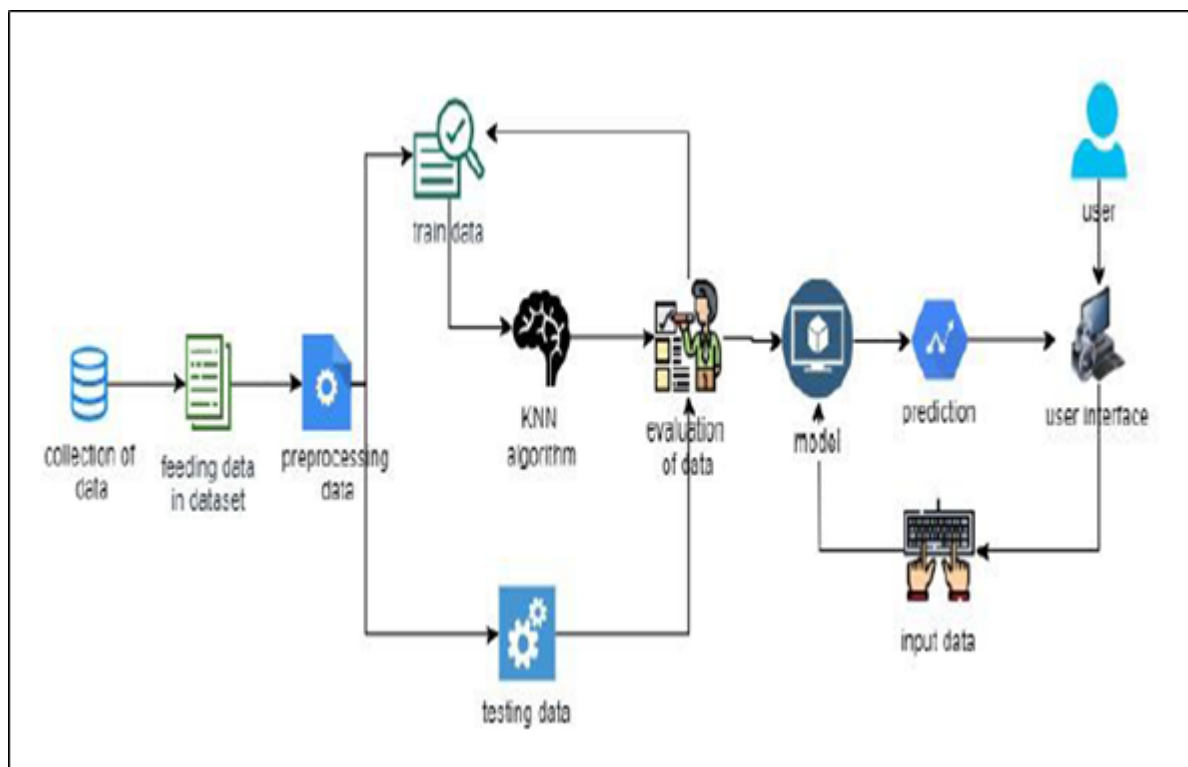 train data
user
collection of
data
feeding data
in dataset
preprocessing
data
KNN
algorithm
evaluation
of data
model
prediction
user interface
input data
testing data